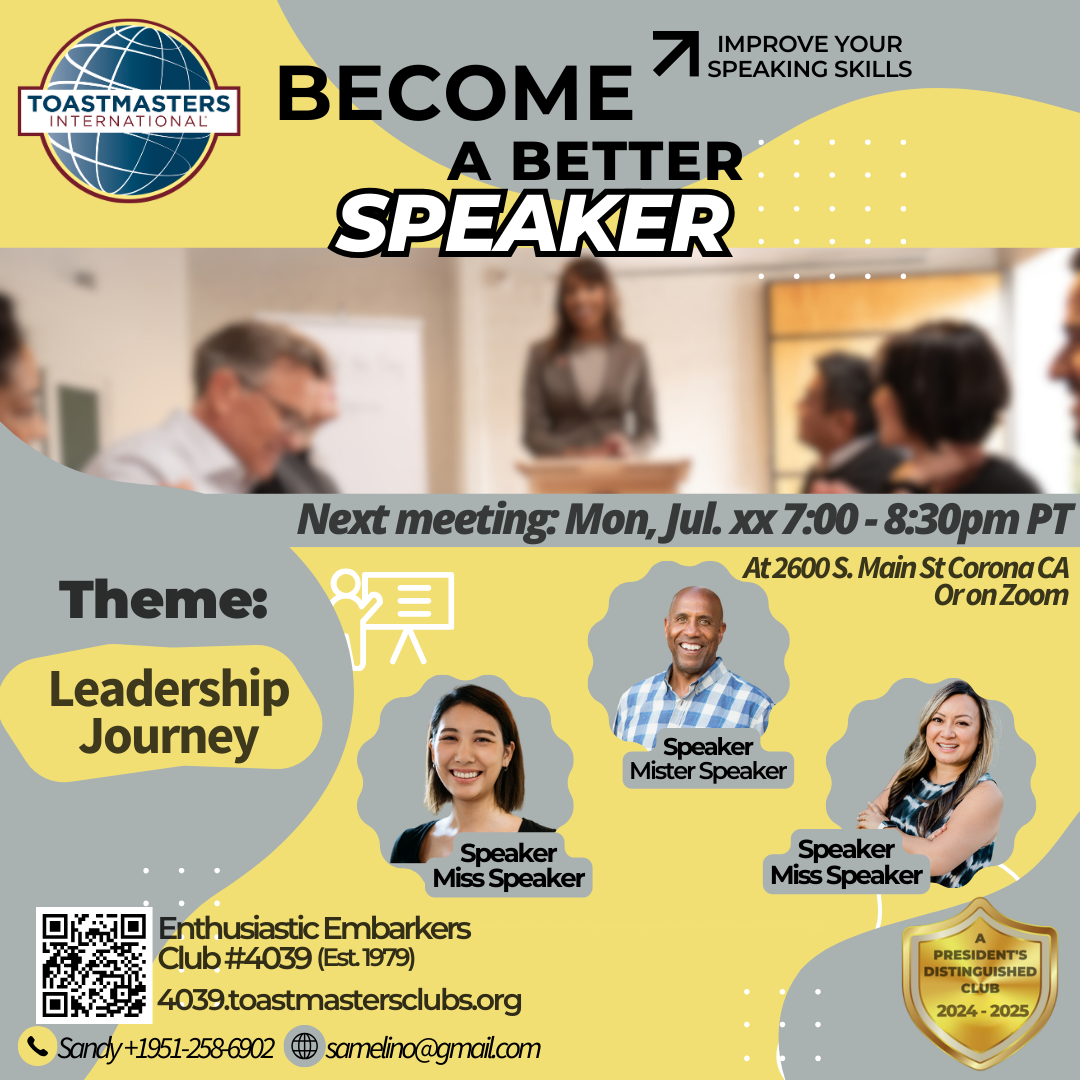 TOASTMASTERS
INTERNATIONAL
IMPROVE YOUR
SPEAKING SKILLS
BECOME
A BETTER
SPEAKER
Next meeting: Mon, Jul. xx 7:00 - 8:30pm PT
At 2600 S. Main St Corona CA
Or on Zoom
Theme:
Leadership
Journey
Speaker
Mister Speaker
Speaker
Miss Speaker
Speaker
Miss Speaker
Enthusiastic Embarkers
Club #4039 (Est. 1979)
4039.toastmastersclubs.org
Sandy +1951-258-6902
samelino@gmail.com
A
PRESIDENT'S
DISTINGUISHED
CLUB
2024 - 2025